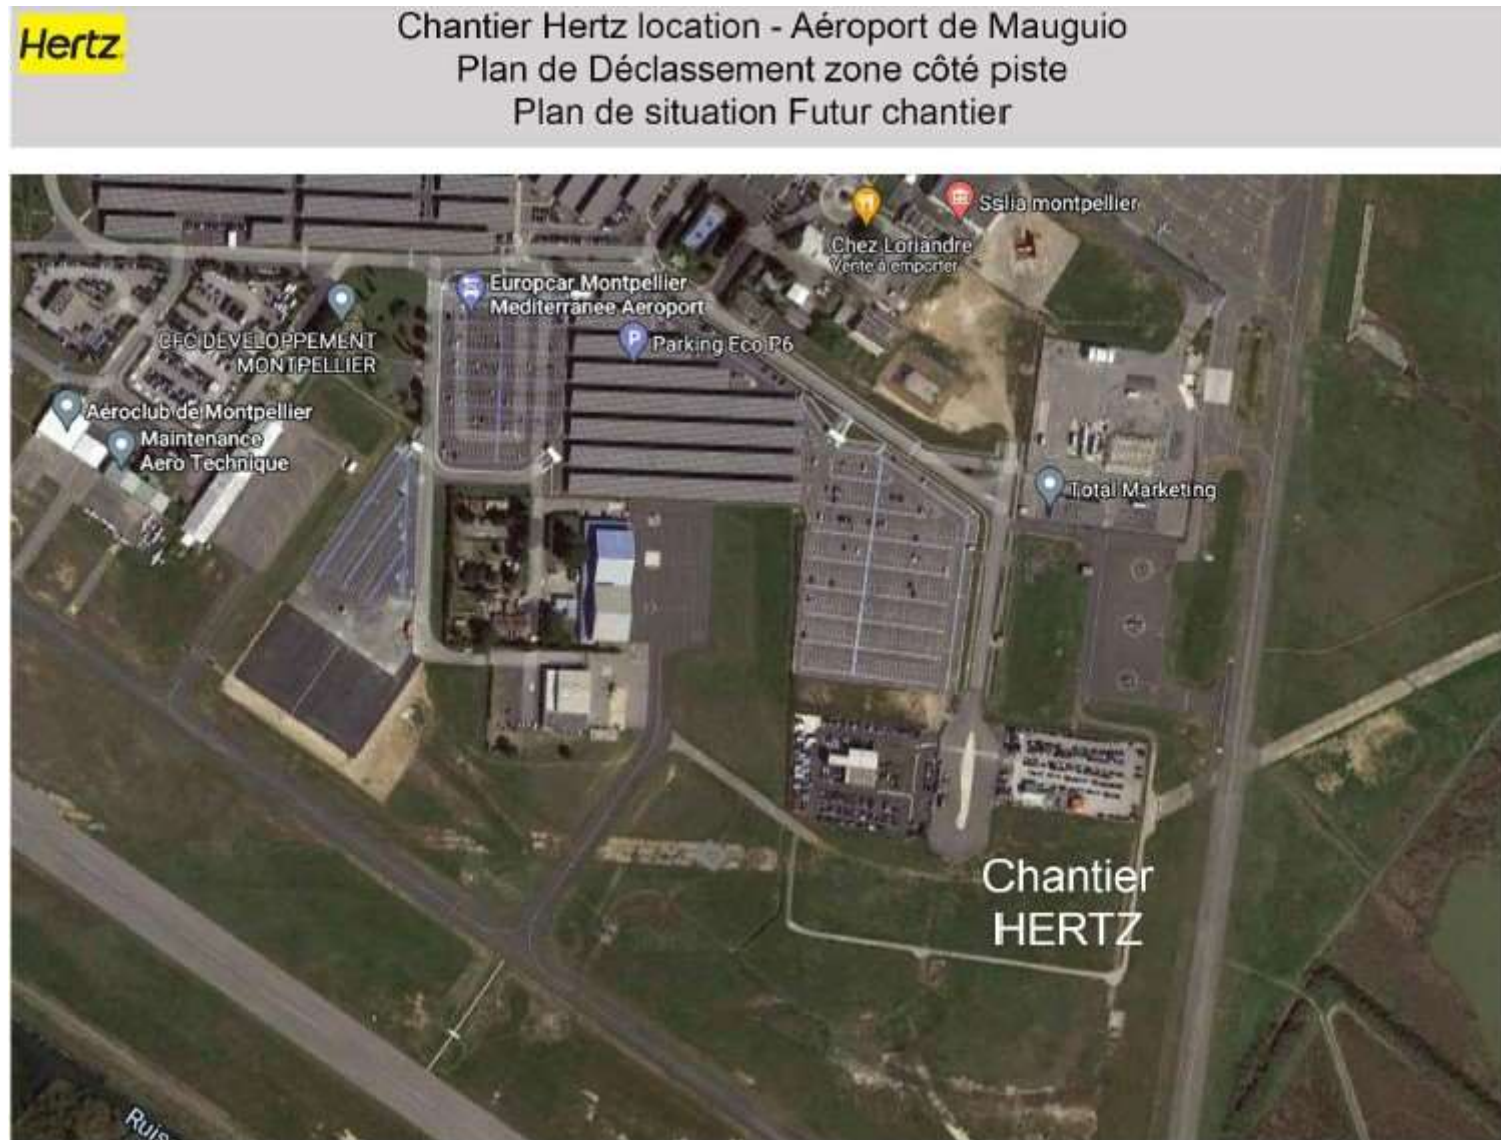 Hertz
Chantier Hertz location - Aéroport de Mauguio
Plan de Déclassement zone côté piste
Plan de situation Futur chantier
Sslia montpellier
Chez Loriandre
Vente à emporter
Europcar Montpellier
Mediterranee Aeroport
Parking Eco P6
CFC DEVELOPPEMENT
MONTPELLIER
Aéroclub de Montpellier
Maintenance
Aero Technique
Total Marketing
Chantier
HERTZ
Ruis